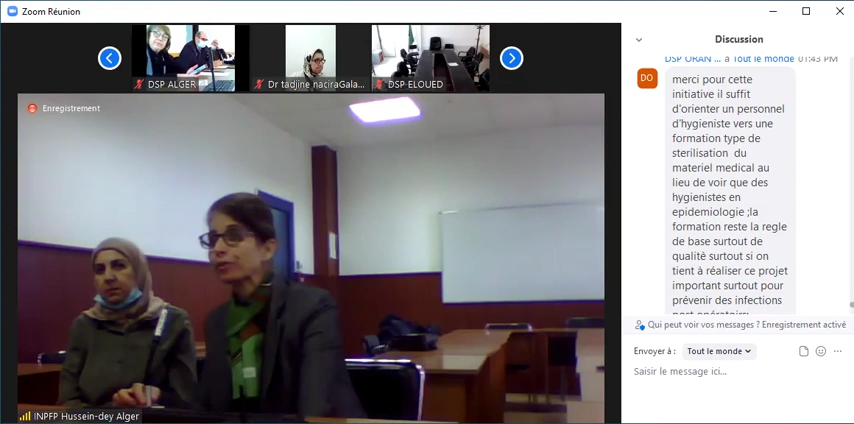 Zoom Réunion
DSP ALGER
Dr tadjine naciraGala...
DSP ELOUED
Enregistrement
INPFP Hussein-dey Alger
Discussion
DSP ORAN ... à Tout le monde 01:43 PM
DO
merci pour cette
initiative il suffit
d'orienter un personnel
d'hygieniste vers une
formation type de
sterilisation du
materiel medical au
lieu de voir que des
hygienistes en
epidemiologie ;la
formation reste la regle
de base surtout de
qualité surtout si on
tient à réaliser ce projet
important surtout pour
prévenir des infections
Qui peut voir vos messages ? Enregistrement activé
Envoyer à : Tout le monde
Saisir le message ici...